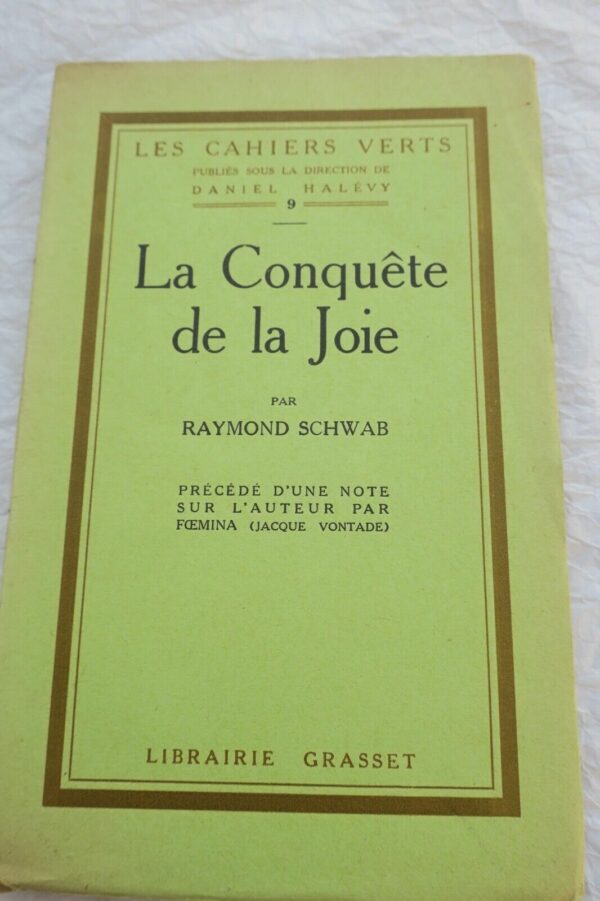 LES CAHIERS VERTS
PUBLIÉS SOUS LA DIRECTION DE
DANIEL HALÉVY
9
La Conquête
de la Joie
PAR
RAYMOND SCHWAB
PRÉCÉDÉ D'UNE NOTE
SUR L'AUTEUR PAR
FŒMINA (JACQUE VONTADE)
LIBRAIRIE GRASSET